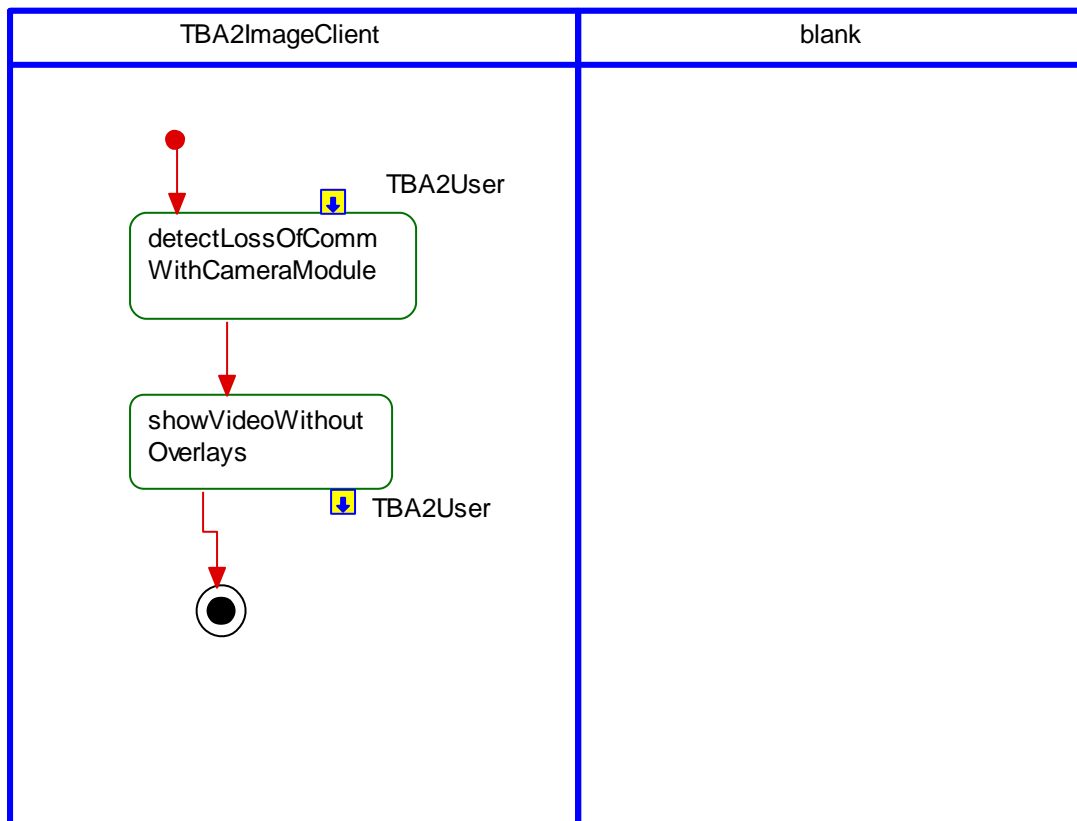 TBA2ImageClient
blank
TBA2User
detectLossOfComm
WithCameraModule
showVideoWithout
Overlays
TBA2User